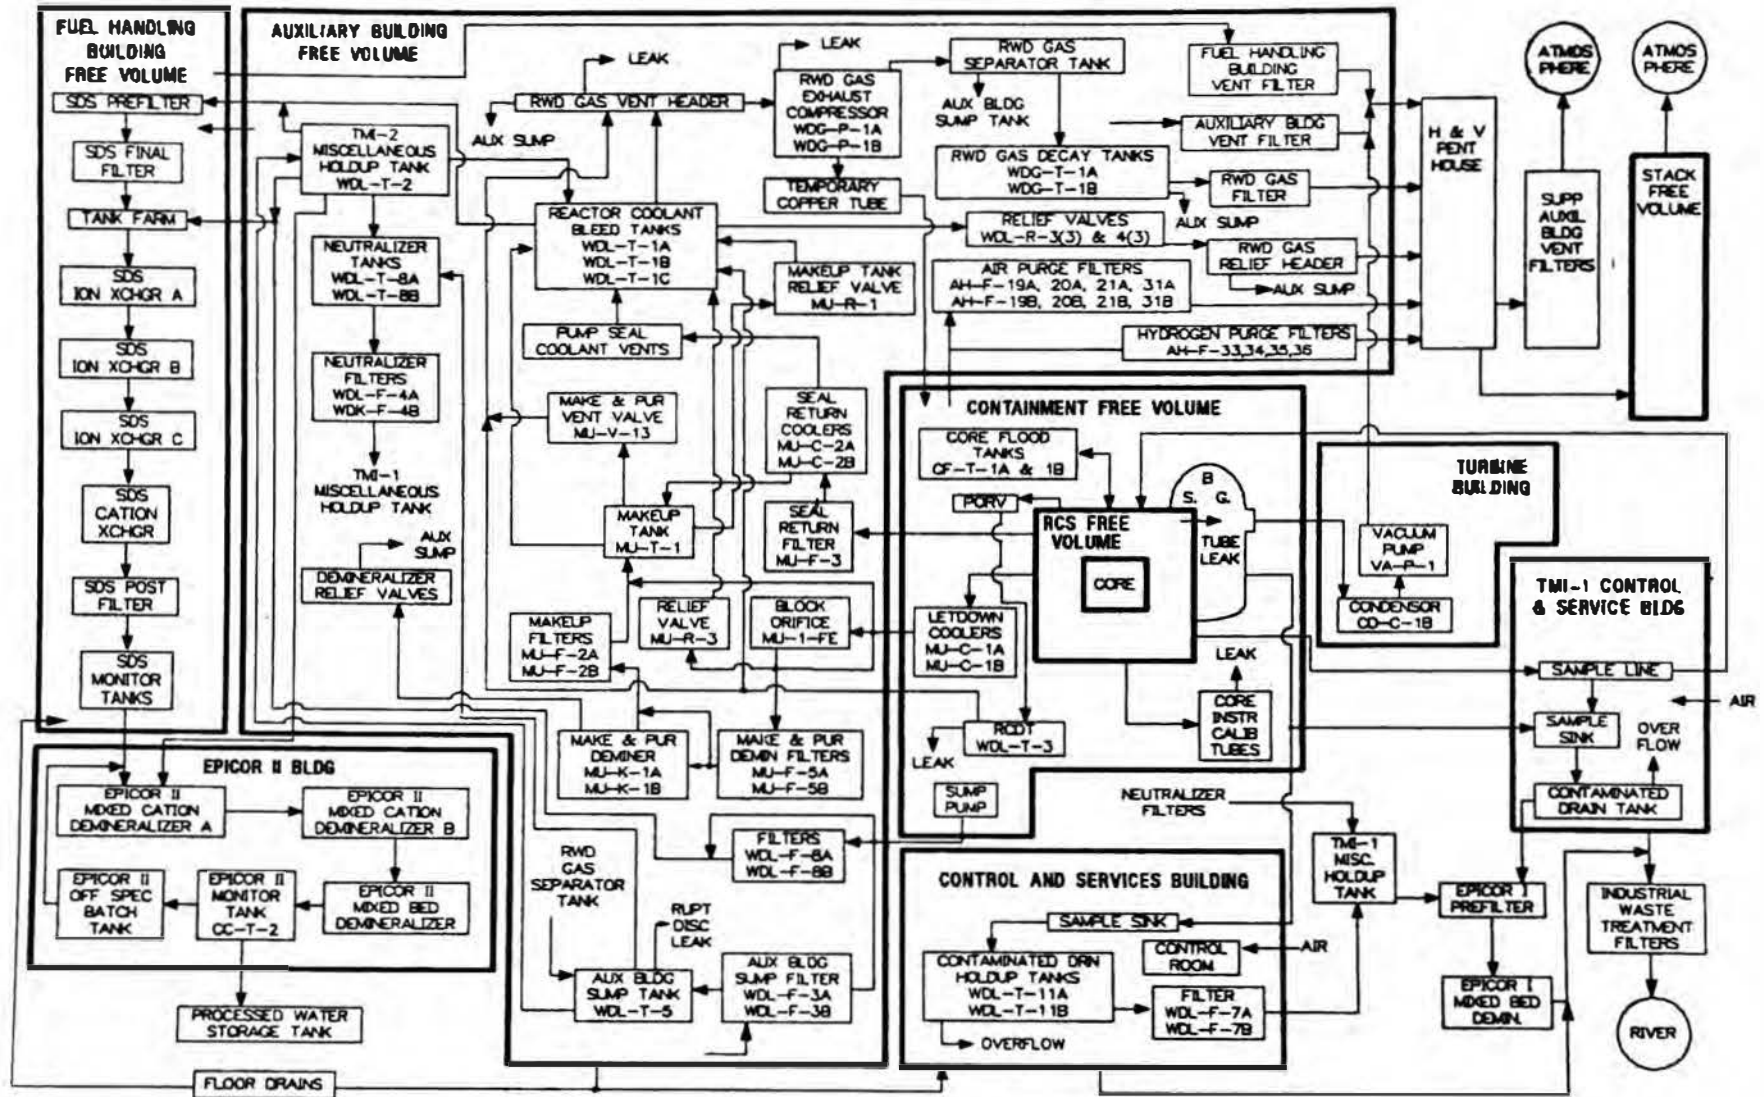 FUEL HANDLING
BUILDING
FREE VOLUME
SDS PREFILTER
SDS FINAL
FILTER
TANK FARM
SDS
ION XCHGR A
SDS
ION XCHGR B
SDS
ION XCHGR C
SDS
CATION
XCHGR
SDS POST
FILTER
SDS
MONITOR
TANKS
AUXILIARY BUILDING
FREE VOLUME
TMI-2
MISCELLANEOUS
HOLDUP TANK
WDL-T-2
NEUTRALIZER
TANKS
WDL-T-8A
WDL-T-8B
NEUTRALIZER
FILTERS
WDL-F-4A
WDK-F-4B
TMI-1
MISCELLANEOUS
HOLDUP TANK
AUX
SUMP
DEMINERALIZER
RELIEF VALVES
LEAK
RWD GAS VENT HEADER
AUX SUMP
REACTOR COOLANT
BLEED TANKS
WDL-T-1A
WDL-T-1B
WDL-T-1C
PUMP SEAL
COOLANT VENTS
MAKE & PUR
VENT VALVE
MU-V-13
MAKEUP
TANK
MU-T-1
MAKEUP
FILTERS
MU-F-2A
MU-F-2B
RELIEF
VALVE
MU-R-3
BLOCK
ORIFICE
MU-1-FE
MAKE & PUR
DEMINER
MU-K-1A
MU-K-1B
MAKE & PUR
DEMIN FILTERS
MU-F-5A
MU-F-5B
LEAK
RWD GAS
EXHAUST
COMPRESSOR
WDG-P-1A
WDG-P-1B
TEMPORARY
COPPER TUBE
MAKEUP TANK
RELIEF VALVE
MU-R-1
SEAL
RETURN
COOLERS
MU-C-2A
MU-C-2B
SEAL
RETURN
FILTER
MU-F-3
RWD GAS
SEPARATOR TANK
AUX BLDG
SUMP TANK
RWD GAS DECAY TANKS
WDG-T-1A
WDG-T-1B
RELIEF VALVES
WDL-R-3(3) & 4(3)
AIR PURGE FILTERS
AH-F-19A, 20A, 21A, 31A
AH-F-19B, 20B, 21B, 31B
HYDROGEN PURGE FILTERS
AH-F-33,34,35,36
FUEL HANDLING
BUILDING
VENT FILTER
AUXILIARY BLDG
VENT FILTER
RWD GAS
FILTER
AUX SUMP
RWD GAS
RELIEF HEADER
AUX SUMP
H & V
PENT
HOUSE
ATMOS
PHERE
SUPP
AUXIL
BLDG
VENT
FILTERS
ATMOS
PHERE
STACK
FREE
VOLUME
CONTAINMENT FREE VOLUME
CORE FLOOD
TANKS
CF-T-1A & 1B
PORV
RCS FREE
VOLUME
CORE
B
S. G.
TUBE
LEAK
LETDOWN
COOLERS
MU-C-1A
MU-C-1B
LEAK
CORE
INSTR
CALIB
TUBES
RCDT
WDL-T-3
LEAK
SUMP
PUMP
TURBINE
BUILDING
VACUUM
PUMP
VA-P-1
CONDENSOR
CO-C-1B
TMI-1 CONTROL
& SERVICE BLDG
SAMPLE LINE
AIR
SAMPLE
SINK
OVER
FLOW
CONTAMINATED
DRAIN TANK
EPICOR II BLDG
EPICOR II
MIXED CATION
DEMINERALIZER A
EPICOR II
MIXED CATION
DEMINERALIZER B
EPICOR II
OFF SPEC
BATCH
TANK
EPICOR II
MONITOR
TANK
CC-T-2
EPICOR II
MIXED BED
DEMINERALIZER
PROCESSED WATER
STORAGE TANK
FLOOR DRAINS
RWD
GAS
SEPARATOR
TANK
RUPT
DISC
LEAK
FILTERS
WDL-F-8A
WDL-F-8B
AUX BLDG
SUMP TANK
WDL-T-5
AUX BLDG
SUMP FILTER
WDL-F-3A
WDL-F-3B
CONTROL AND SERVICES BUILDING
SAMPLE SINK
CONTROL
ROOM
AIR
CONTAMINATED DRN
HOLDUP TANKS
WDL-T-11A
WDL-T-11B
FILTER
WDL-F-7A
WDL-F-7B
OVERFLOW
NEUTRALIZER
FILTERS
TMI-1
MISC.
HOLDUP
TANK
EPICOR I
PREFILTER
EPICOR I
MIXED BED
DEMIN.
INDUSTRIAL
WASTE
TREATMENT
FILTERS
RIVER